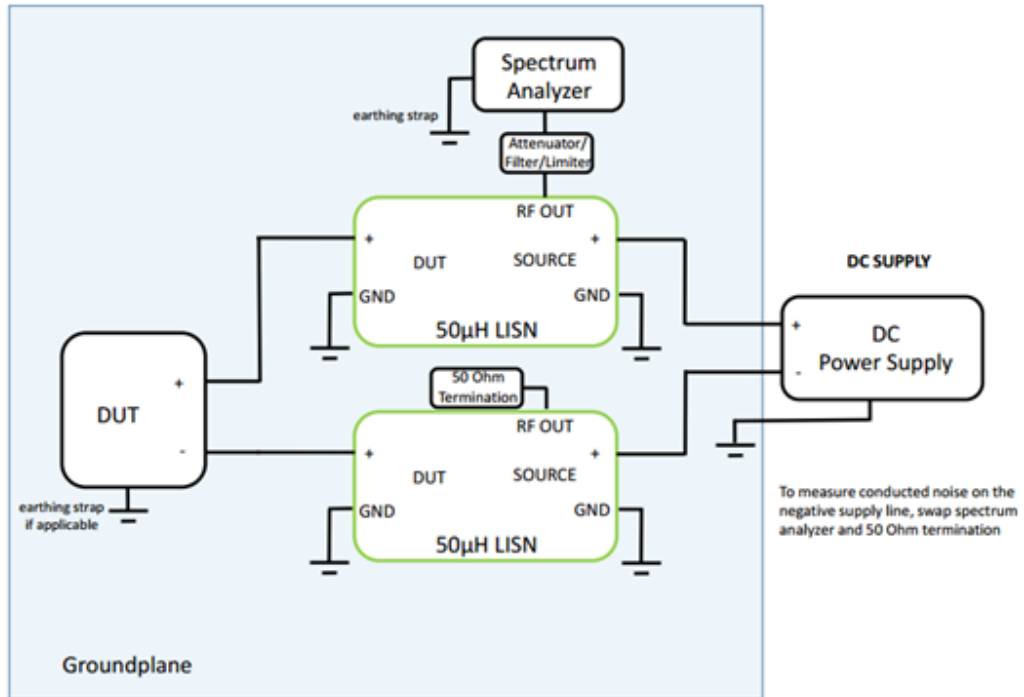 Spectrum
Analyzer
earthing strap
Attenuator/
Filter/Limiter
RF OUT
+
+
DUT
SOURCE
GND
GND
50µH LISN
DC SUPPLY
+
DC
Power Supply
-
50 Ohm
Termination
RF OUT
+
+
DUT
SOURCE
GND
GND
50µH LISN
+
DUT
-
earthing strap
if applicable
To measure conducted noise on the
negative supply line, swap spectrum
analyzer and 50 Ohm termination
Groundplane